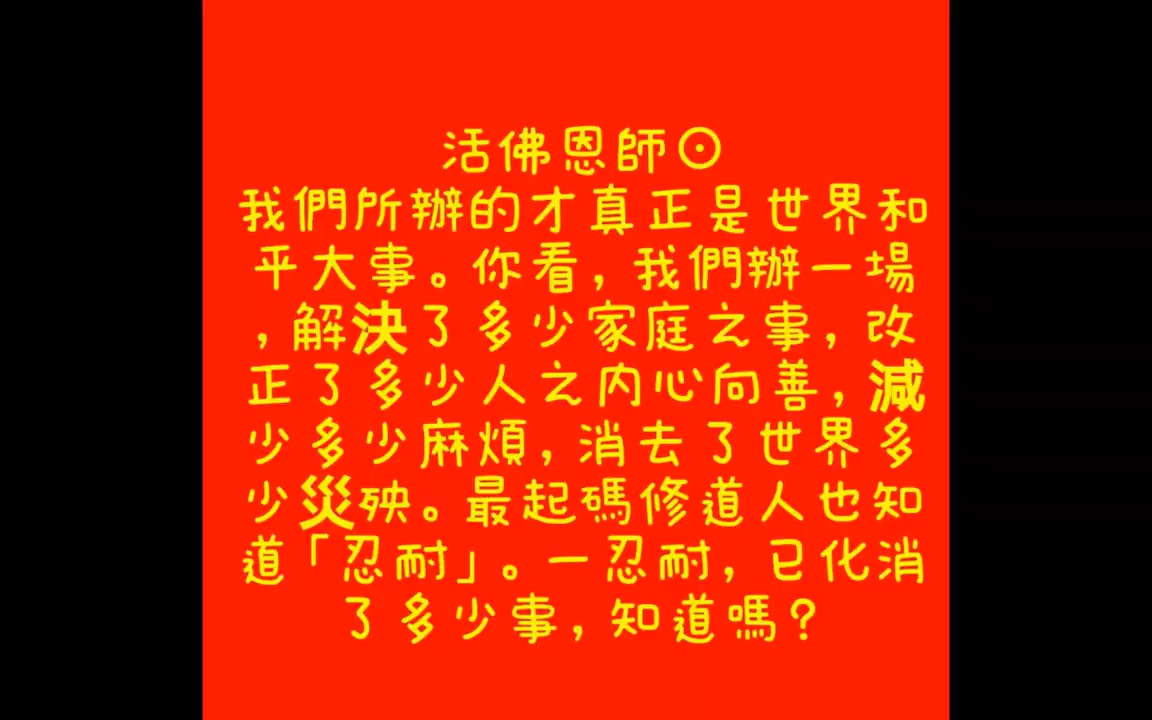 活佛恩師⊙
我們所辦的才真正是世界和
平大事。你看,我們辦一場
,解決了多少家庭之事,改
正了多少人之內心向善,減
少多少麻煩,消去了世界多
少災殃。最起碼修道人也知
道「忍耐」。一忍耐,已化消
了多少事,知道嗎?